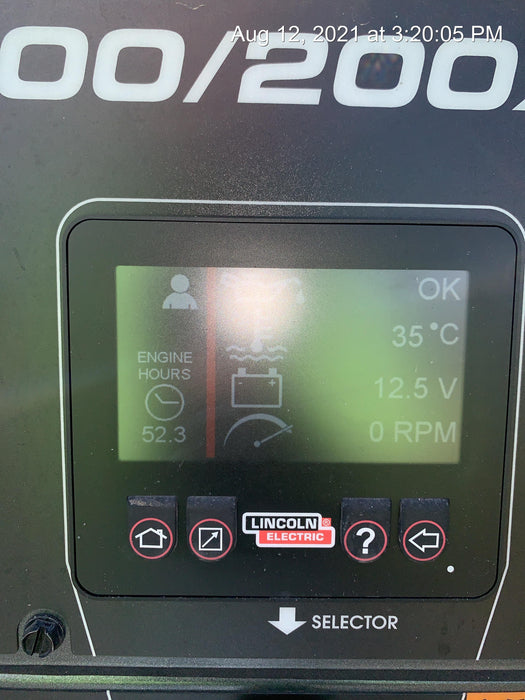 Aug 12, 2021 at 3:20:05 PM
00/200
OK
35°C
ENGINE
HOURS
12.5 V
52.3
0 RPM
LINCOLN®
ELECTRIC
?
SELECTOR